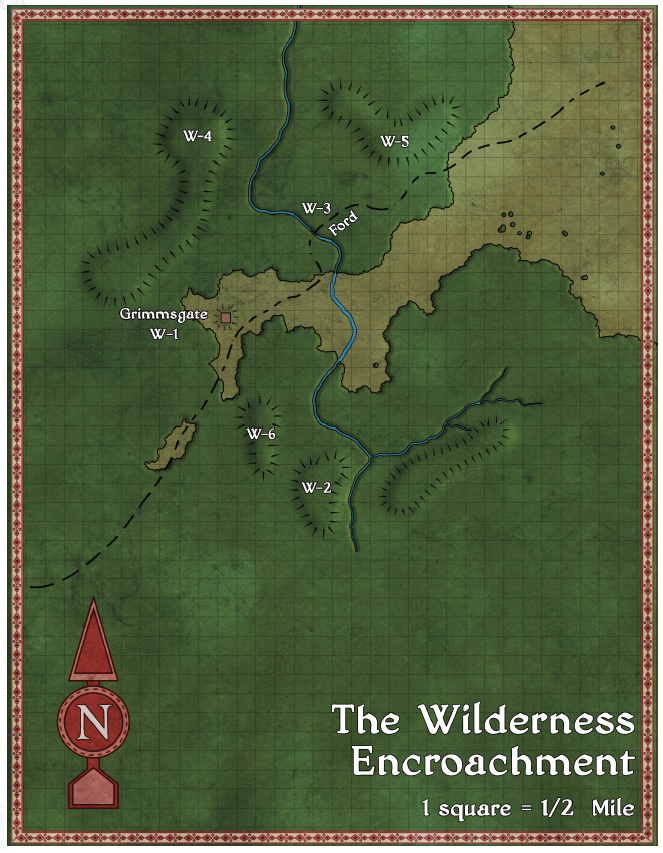 W-4
W-5
W-3
Ford
Grimmsgate
W-1
W-6
W-2
N
The Wilderness
Encroachment
1 square = 1/2 Mile